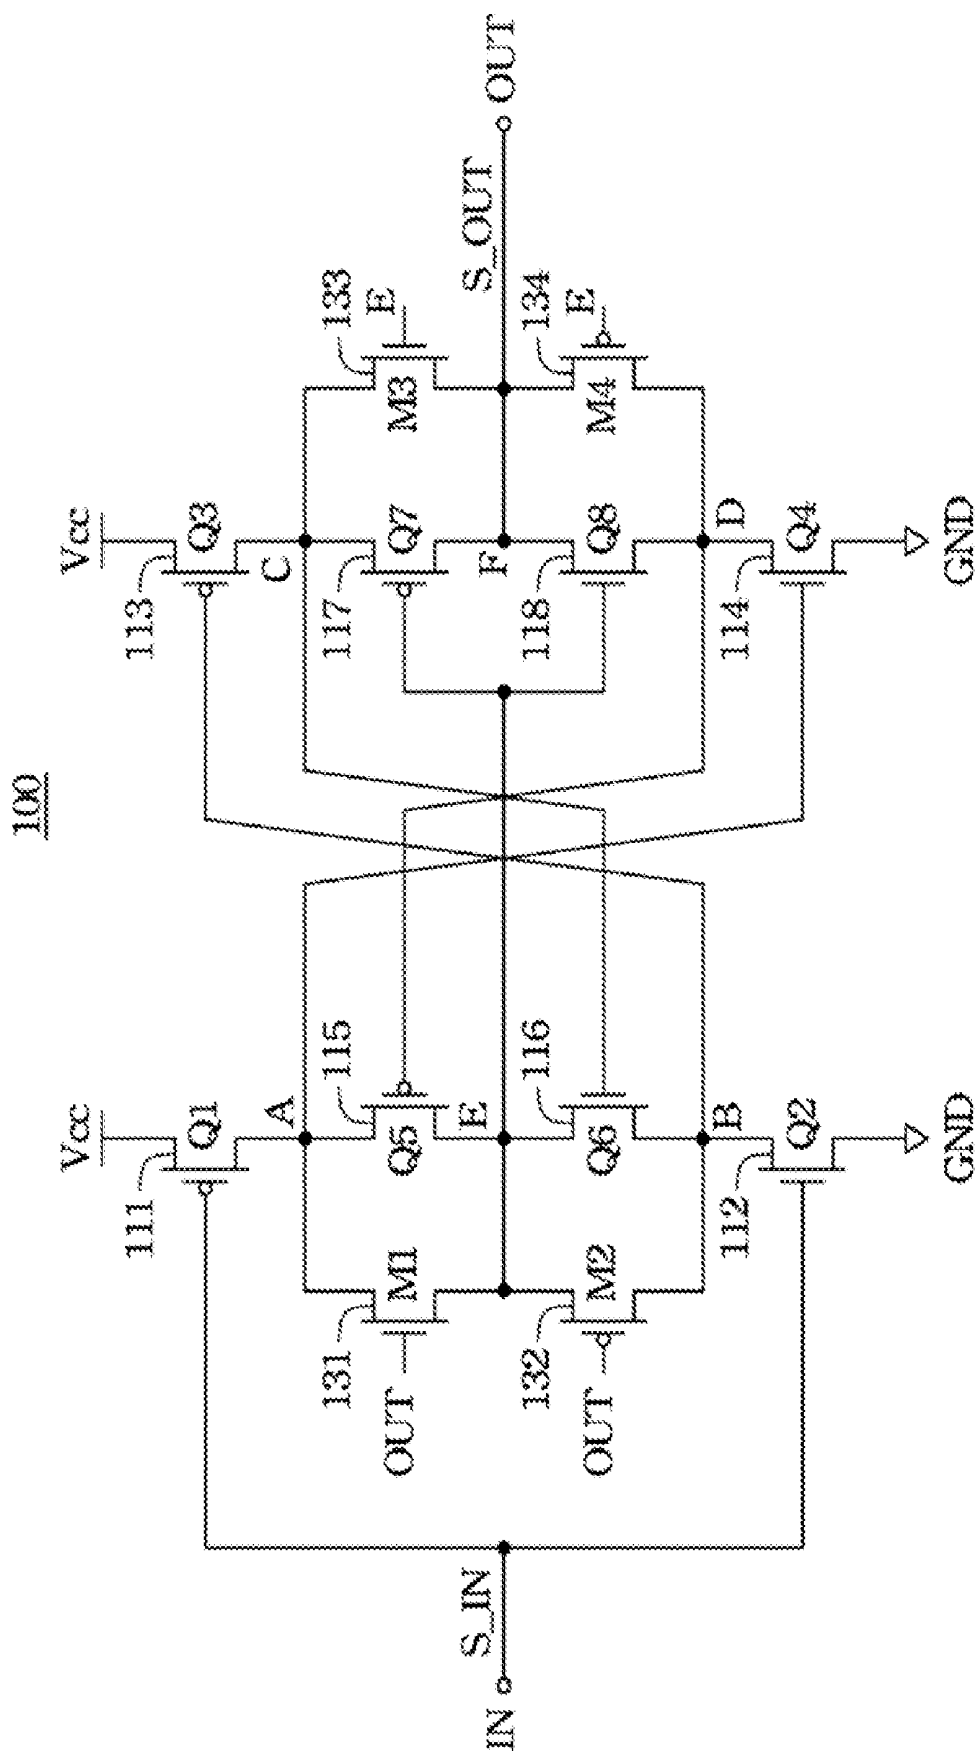 100
Vcc
Vcc
111
Q1
113
Q3
A
C
131
M1
115
Q5
117
Q7
133
M3
E
OUT
IN
S_IN
E
F
S_OUT
OUT
132
M2
116
Q6
118
Q8
134
M4
E
OUT
B
D
112
Q2
114
Q4
GND
GND